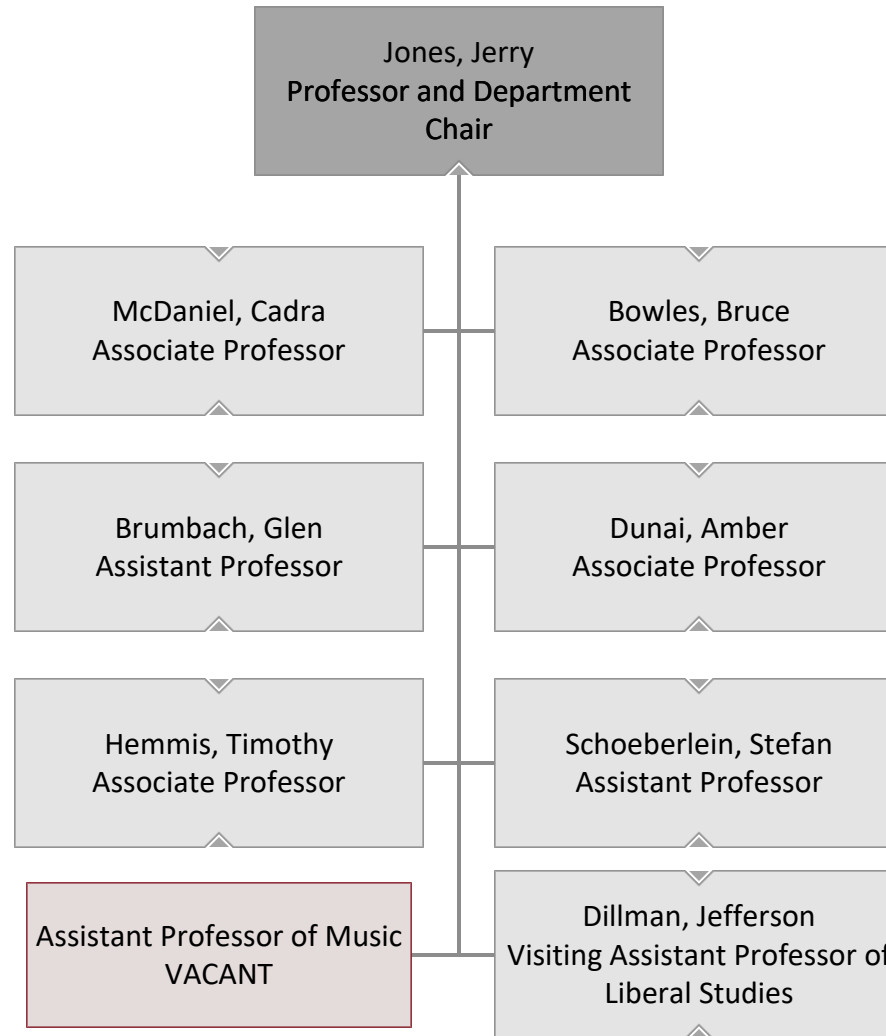 Jones, Jerry
Professor and Department
Chair
McDaniel, Cadra
Associate Professor
Bowles, Bruce
Associate Professor
Brumbach, Glen
Assistant Professor
Dunai, Amber
Associate Professor
Hemmis, Timothy
Associate Professor
Schoeberlein, Stefan
Assistant Professor
Assistant Professor of Music
VACANT
Dillman, Jefferson
Visiting Assistant Professor of
Liberal Studies